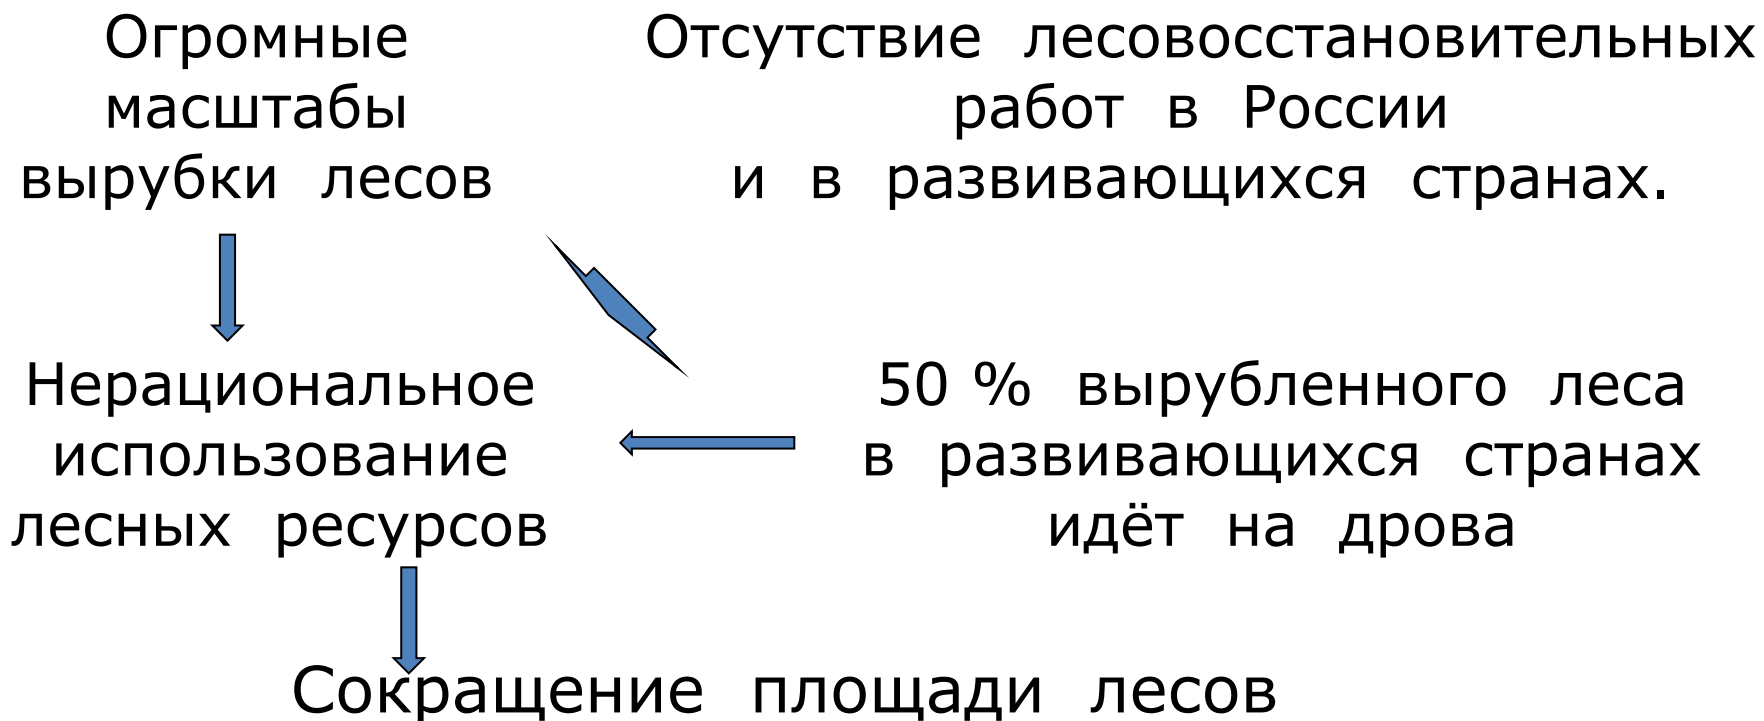 Огромные
масштабы
вырубки лесов
Отсутствие лесовосстановительных
работ в России
и в развивающихся странах.
Нерациональное
использование
лесных ресурсов
50 % вырубленного леса
в развивающихся странах
идёт на дрова
Сокращение площади лесов